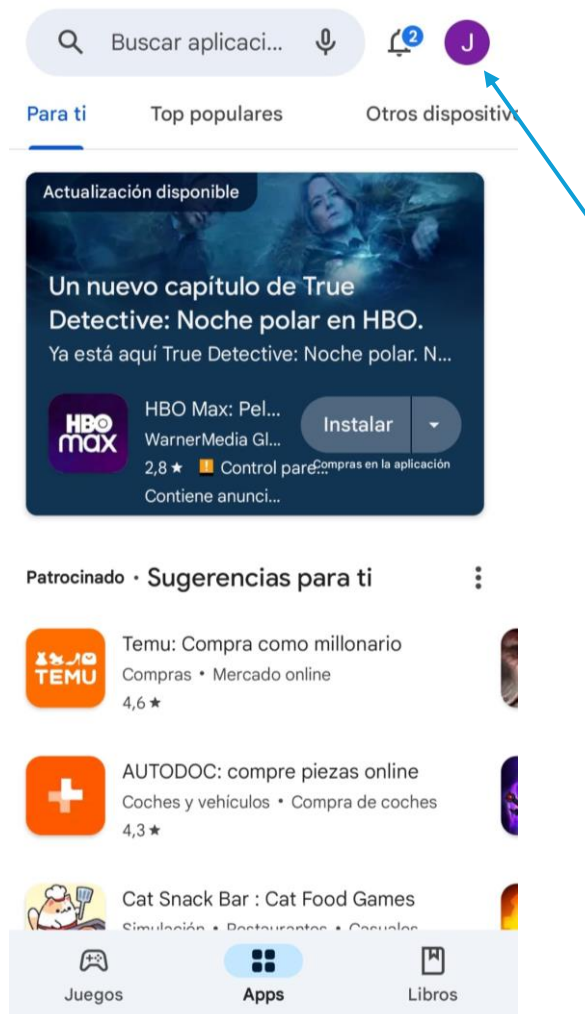 Buscar aplicaci...
2
J
Para ti
Top populares
Otros dispositiv
Actualización disponible
Un nuevo capítulo de True
Detective: Noche polar en HBO.
Ya está aquí True Detective: Noche polar. N...
HBO
max
HBO Max: Pel...
WarnerMedia Gl...
2,8 ★ Control pare...
Contiene anunci...
Instalar
Compras en la aplicación
Patrocinado · Sugerencias para ti
TEMU
Temu: Compra como millonario
Compras • Mercado online
4,6 ★
AUTODOC: compre piezas online
Coches y vehículos • Compra de coches
4,3 ★
Cat Snack Bar : Cat Food Games
Simulación • Restaurantes • Casuales
Juegos
Apps
Libros